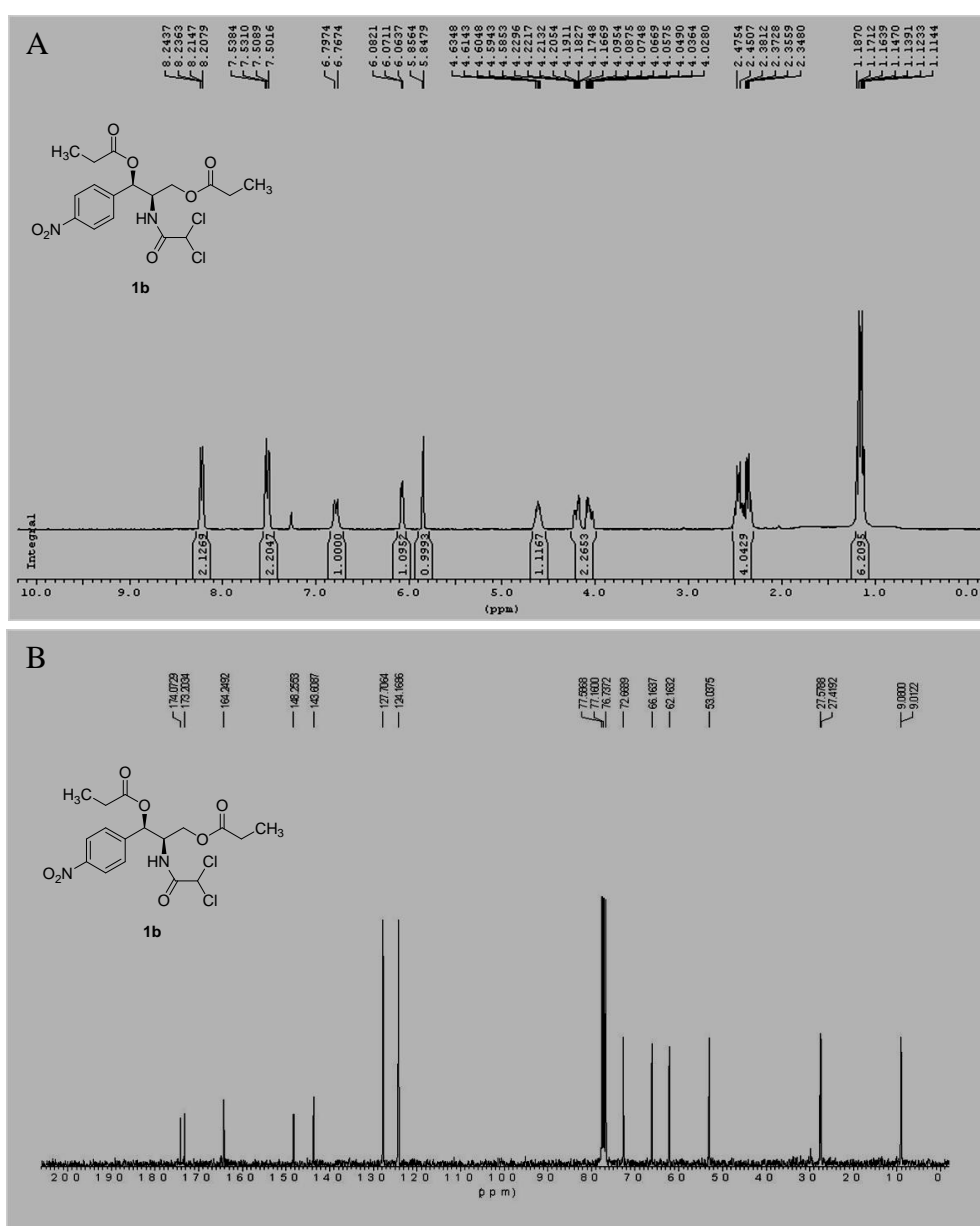 A
8.2437
8.2363
8.2147
8.2079
7.5384
7.5310
7.5089
7.5016
6.7974
6.7674
6.0821
6.0711
6.0637
5.8564
5.8479
4.6348
4.6143
4.6048
4.5943
4.5853
4.2296
4.2217
4.2132
4.2054
4.1911
4.1827
4.1748
4.1669
4.0954
4.0875
4.0748
4.0669
4.0575
4.0490
4.0364
4.0280
2.4754
2.4507
2.3812
2.3728
2.3559
2.3480
1.1870
1.1712
1.1639
1.1470
1.1391
1.1233
1.1144
O
H3C
O
O
O
CH3
HN
Cl
O2N
O
Cl
1b
Integral
2.1269
2.2047
1.0000
1.0952
0.9993
1.1167
2.2653
4.0429
6.2095
10.0 9.0 8.0 7.0 6.0 5.0 4.0 3.0 2.0 1.0 0.0
(ppm)
B
174.0729
173.2034
164.2492
148.2553
143.6087
127.7064
124.1686
77.5868
77.1600
76.7372
72.6689
66.1637
62.1632
53.0375
27.5788
27.4192
9.0800
9.0122
O
H3C
O
O
O
CH3
HN
Cl
O2N
O
Cl
1b
200 190 180 170 160 150 140 130 120 110 100 90 80 70 60 50 40 30 20 10 0
ppm)